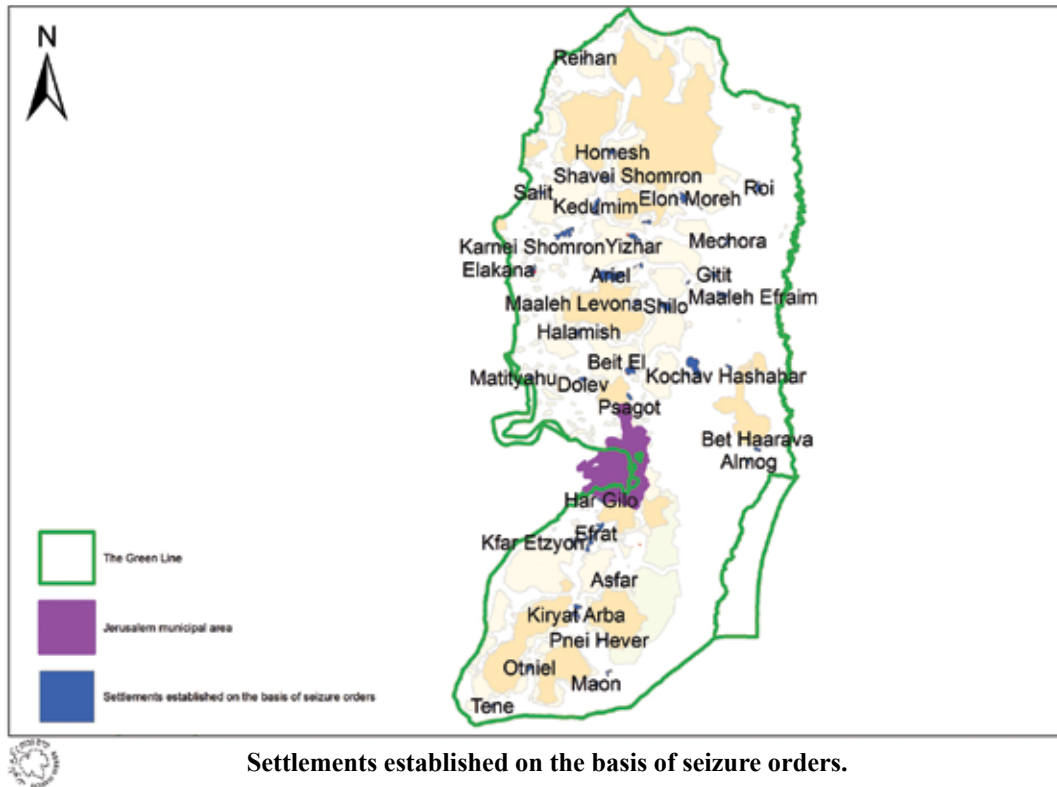 N
Reihan
Homesh
Shavei Shomron
Salit
Kedumim
Elon Moreh
Roi
Karnei Shomron
Yizhar
Mechora
Elakana
Ariel
Gitit
Maaleh Levona
Shilo
Maaleh Efraim
Halamish
Beit El
Matityahu
Dolev
Kochav Hashahar
Psagot
Bet Haarava
Almog
Har Gilo
Kfar Etzyon
Efrat
Asfar
Kiryat Arba
Pnei Hever
Otniel
Maon
Tene
The Green Line
Jerusalem municipal area
Settlements established on the basis of seizure orders
Settlements established on the basis of seizure orders.